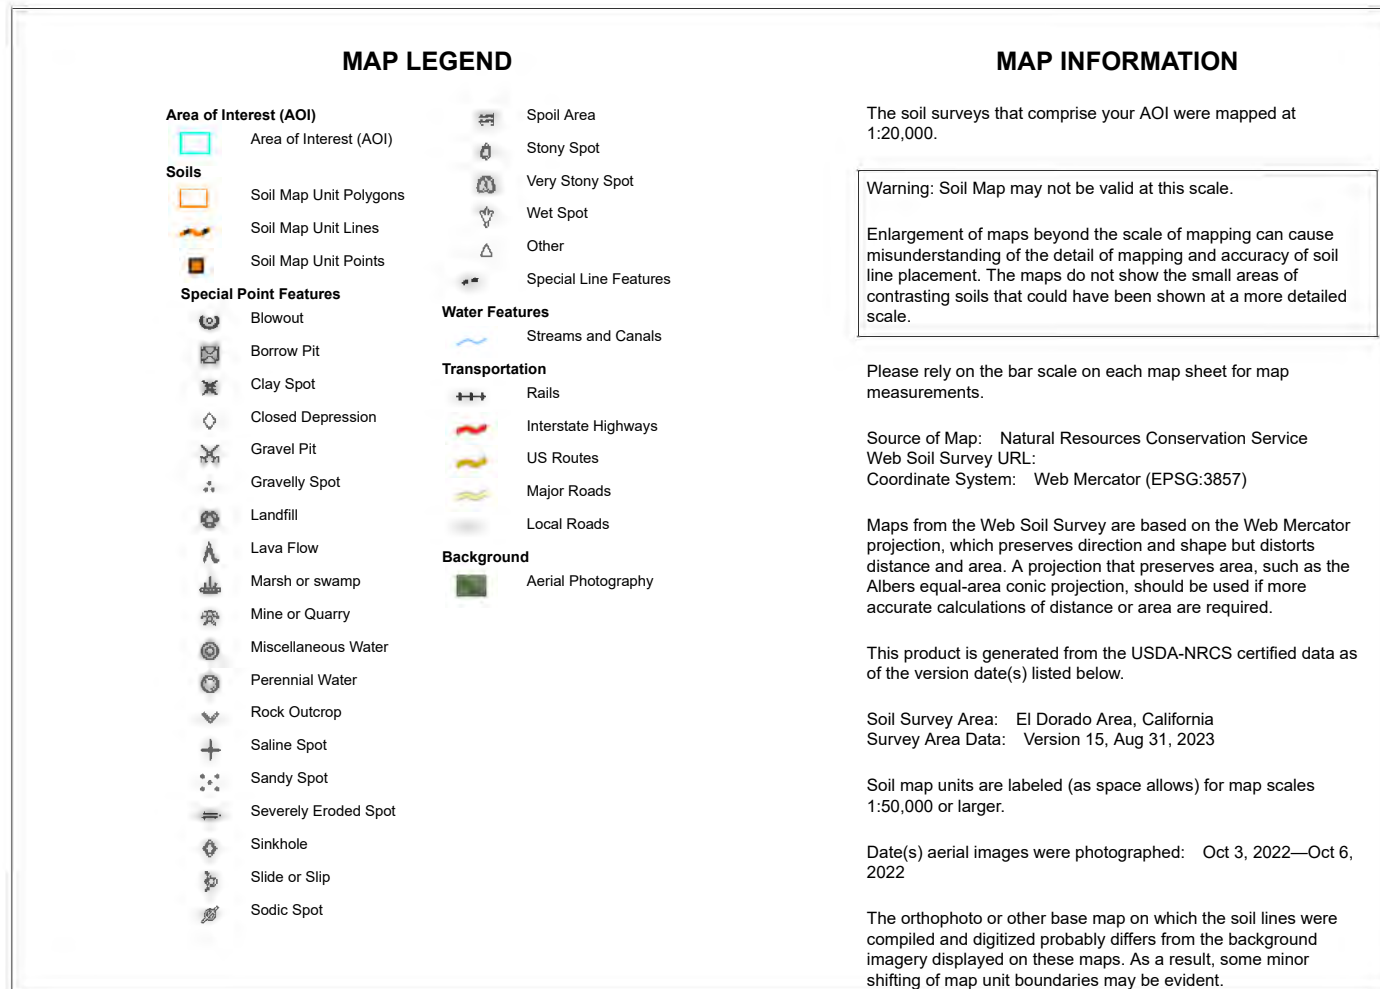 MAP LEGEND
Area of Interest (AOI)
Area of Interest (AOI)
Soils
Soil Map Unit Polygons
Soil Map Unit Lines
Soil Map Unit Points
Special Point Features
Blowout
Borrow Pit
Clay Spot
Closed Depression
Gravel Pit
Gravelly Spot
Landfill
Lava Flow
Marsh or swamp
Mine or Quarry
Miscellaneous Water
Perennial Water
Rock Outcrop
Saline Spot
Sandy Spot
Severely Eroded Spot
Sinkhole
Slide or Slip
Sodic Spot
Spoil Area
Stony Spot
Very Stony Spot
Wet Spot
Other
Special Line Features
Water Features
Streams and Canals
Transportation
Rails
Interstate Highways
US Routes
Major Roads
Local Roads
Background
Aerial Photography
MAP INFORMATION
The soil surveys that comprise your AOI were mapped at
1:20,000.
Warning: Soil Map may not be valid at this scale.
Enlargement of maps beyond the scale of mapping can cause
misunderstanding of the detail of mapping and accuracy of soil
line placement. The maps do not show the small areas of
contrasting soils that could have been shown at a more detailed
scale.
Please rely on the bar scale on each map sheet for map
measurements.
Source of Map: Natural Resources Conservation Service
Web Soil Survey URL:
Coordinate System: Web Mercator (EPSG:3857)
Maps from the Web Soil Survey are based on the Web Mercator
projection, which preserves direction and shape but distorts
distance and area. A projection that preserves area, such as the
Albers equal-area conic projection, should be used if more
accurate calculations of distance or area are required.
This product is generated from the USDA-NRCS certified data as
of the version date(s) listed below.
Soil Survey Area: El Dorado Area, California
Survey Area Data: Version 15, Aug 31, 2023
Soil map units are labeled (as space allows) for map scales
1:50,000 or larger.
Date(s) aerial images were photographed: Oct 3, 2022—Oct 6,
2022
The orthophoto or other base map on which the soil lines were
compiled and digitized probably differs from the background
imagery displayed on these maps. As a result, some minor
shifting of map unit boundaries may be evident.